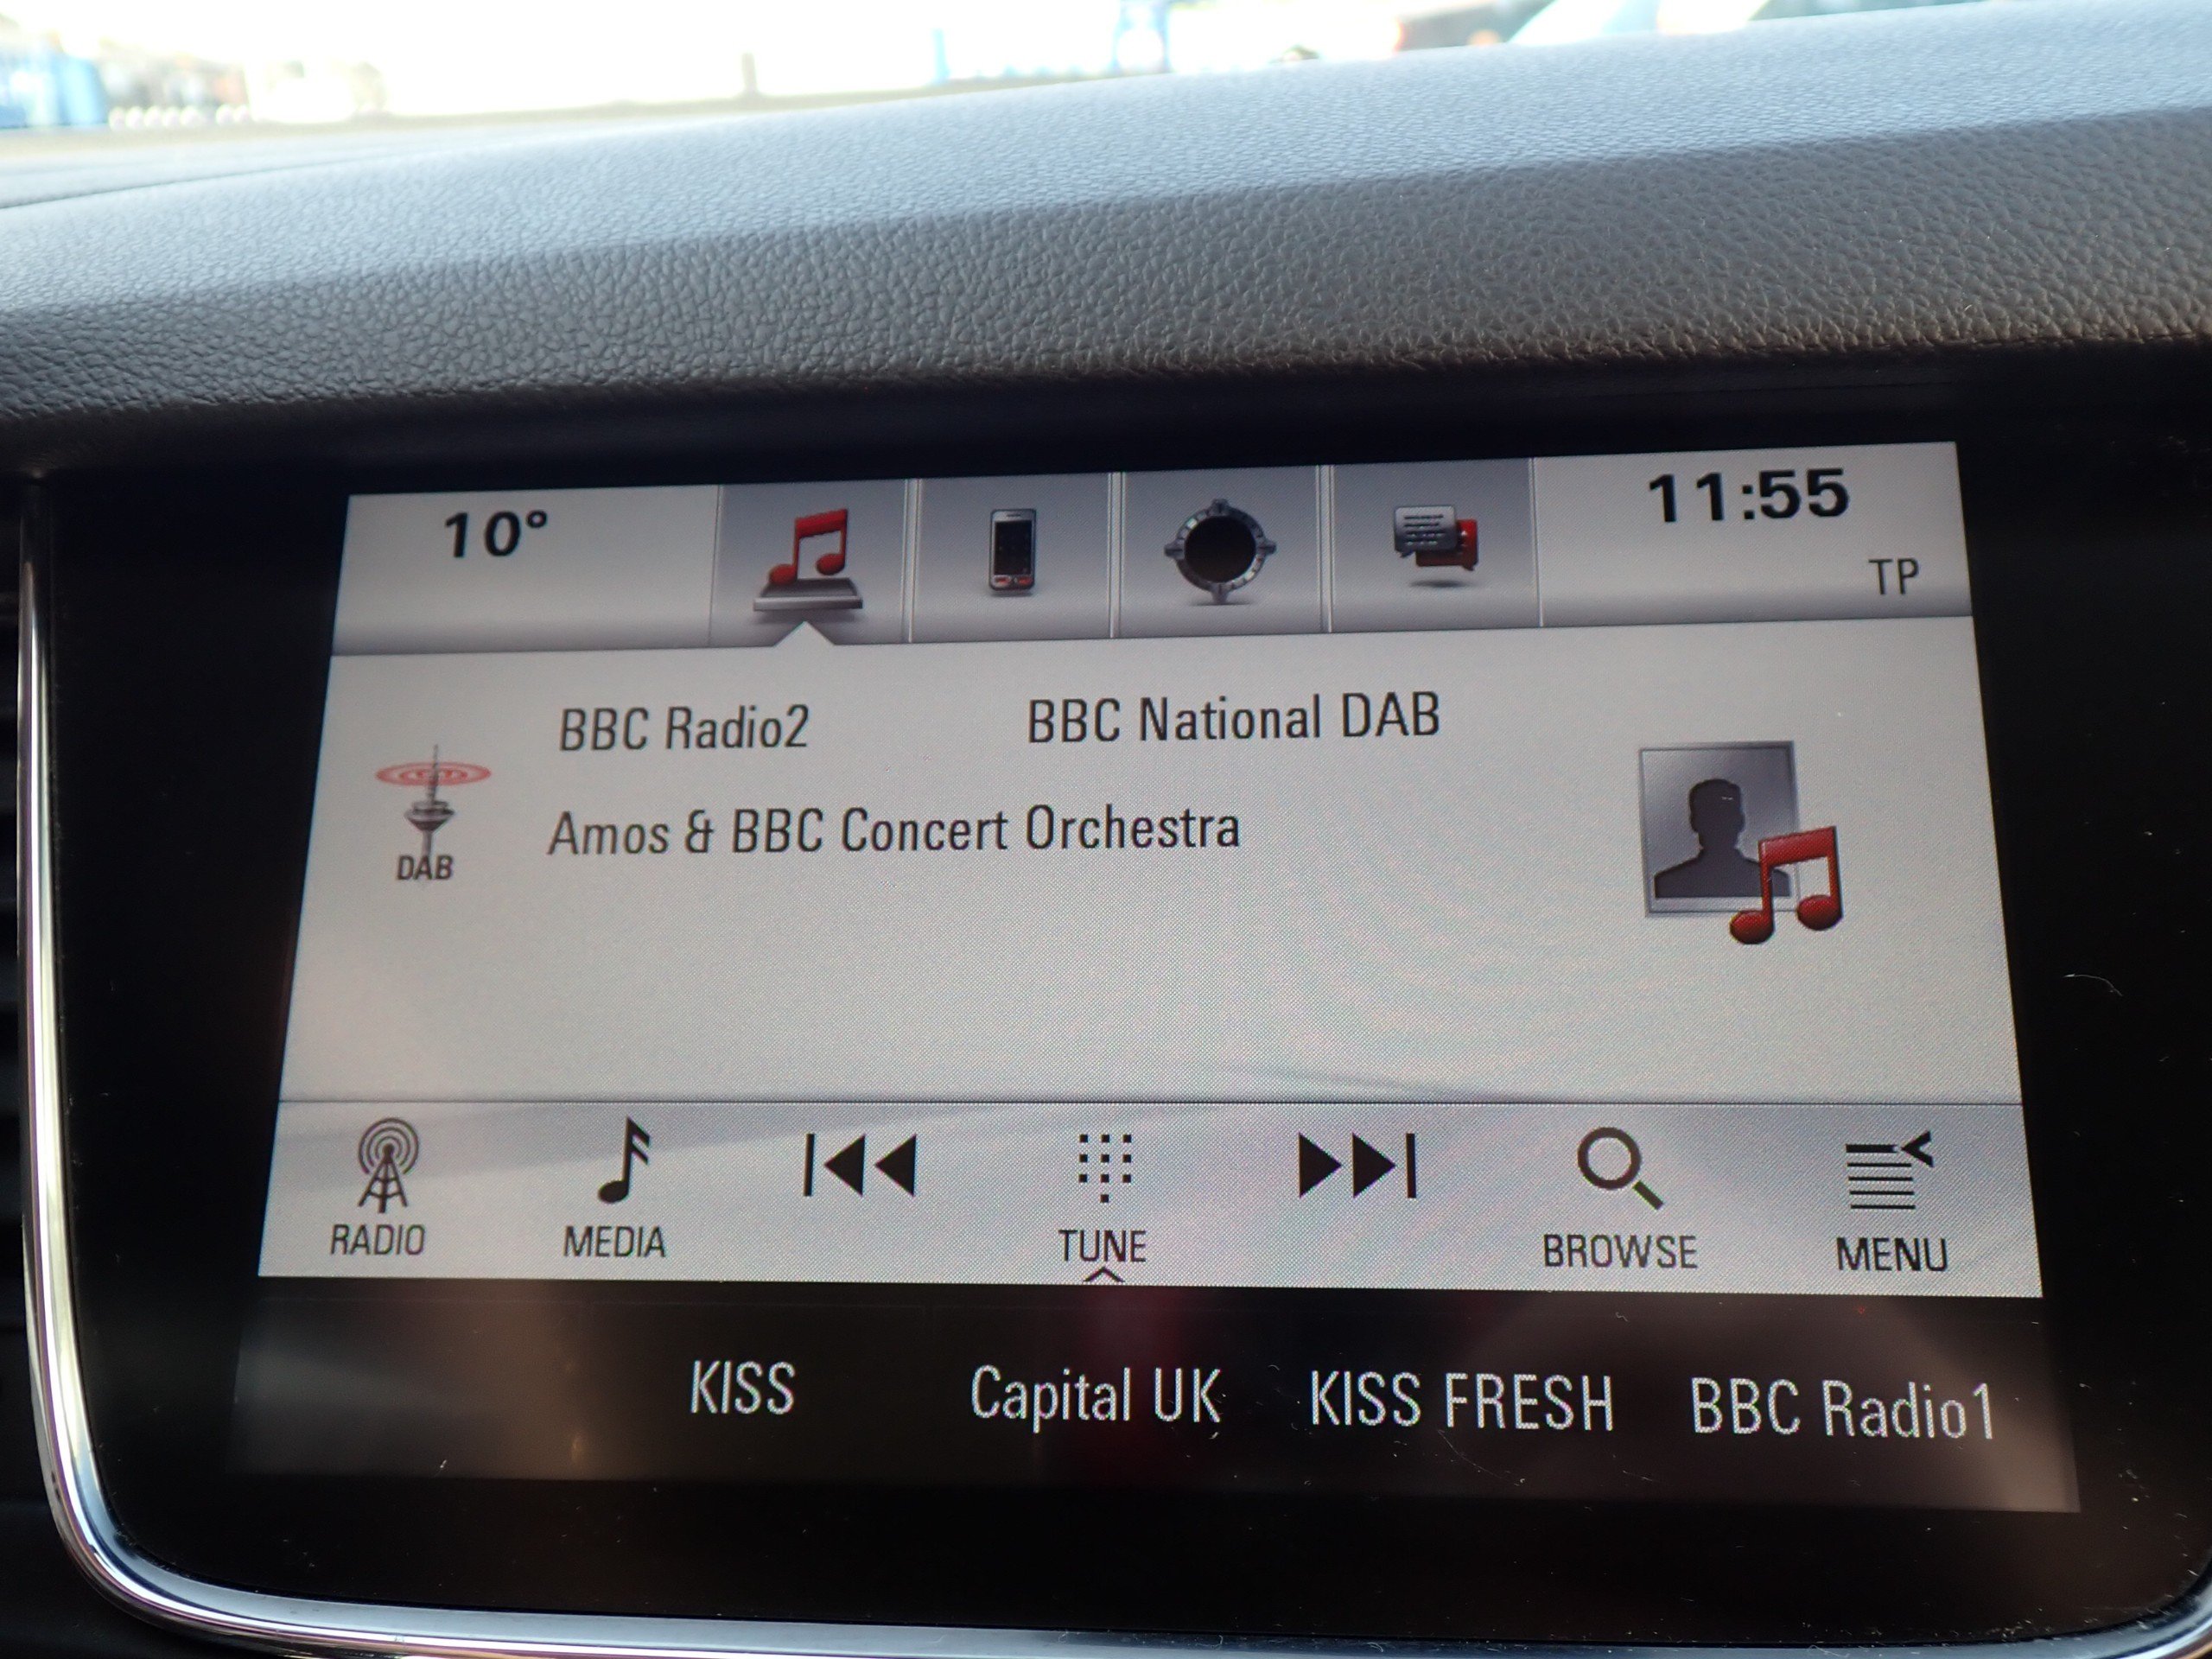 10°
11:55
TP
BBC Radio2 BBC National DAB
DAB
Amos & BBC Concert Orchestra
RADIO MEDIA TUNE BROWSE MENU
KISS Capital UK KISS FRESH BBC Radio1